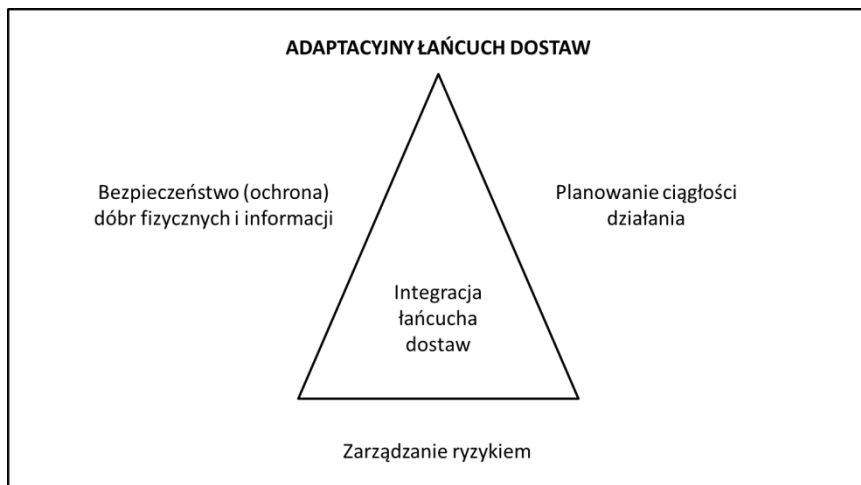 ADAPTACYJNY ŁAŃCUCH DOSTAW
Bezpieczeństwo (ochrona)
dóbr fizycznych i informacji
Planowanie ciągłości
działania
Integracja
łańcucha
dostaw
Zarządzanie ryzykiem